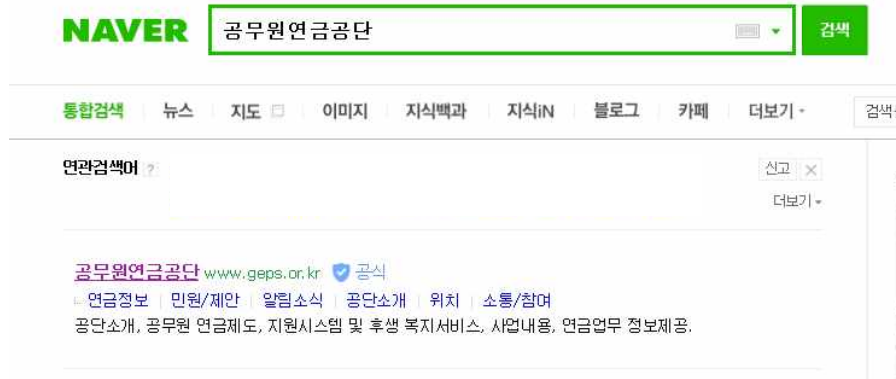 NAVER 공무원연금공단 검색
통합검색 뉴스 지도 이미지 지식백과 지식iN 블로그 카페 더보기 검색
연관검색어 ? 신고 ×
더보기
공무원연금공단 www.geps.or.kr 공식
연금정보 민원/제안 알림소식 공단소개 위치 소통/참여
공단소개, 공무원 연금제도, 지원시스템 및 후생 복지서비스, 사업내용, 연금업무 정보제공.